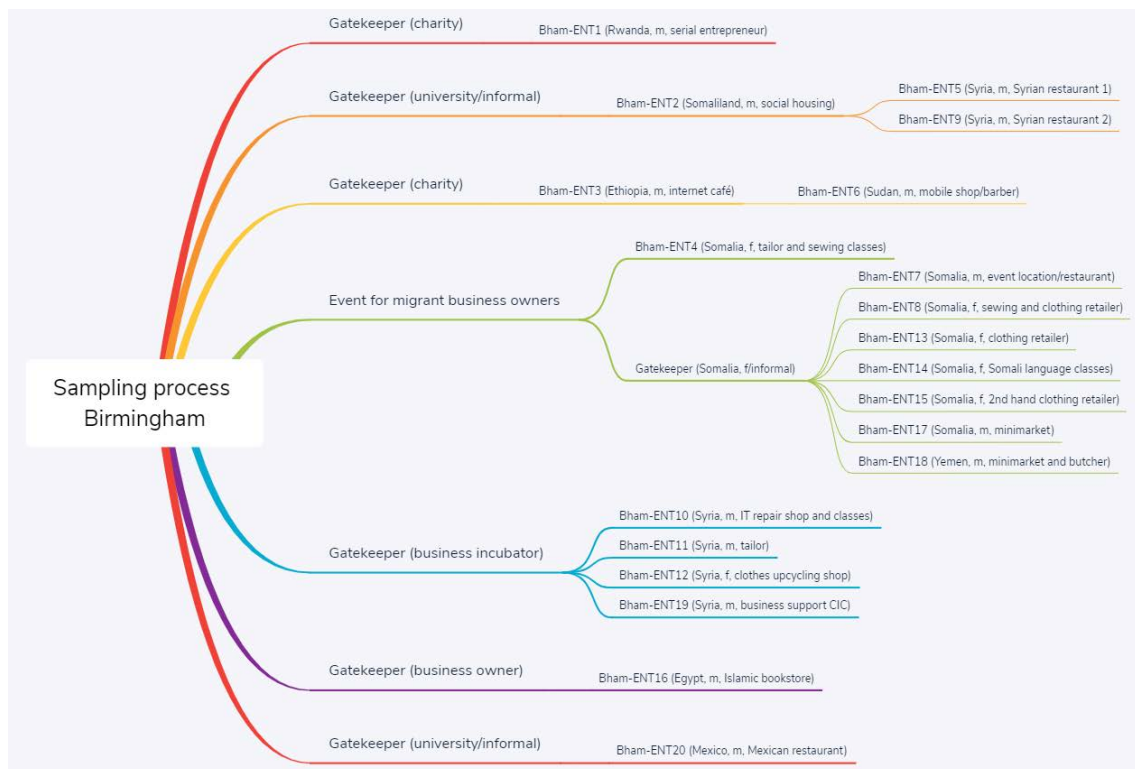 Sampling process
Birmingham
Gatekeeper (charity)
Bham-ENT1 (Rwanda, m, serial entrepreneur)
Gatekeeper (university/informal)
Bham-ENT2 (Somaliland, m, social housing)
Bham-ENT5 (Syria, m, Syrian restaurant 1)
Bham-ENT9 (Syria, m, Syrian restaurant 2)
Gatekeeper (charity)
Bham-ENT3 (Ethiopia, m, internet café)
Bham-ENT6 (Sudan, m, mobile shop/barber)
Event for migrant business owners
Bham-ENT4 (Somalia, f, tailor and sewing classes)
Gatekeeper (Somalia, f/informal)
Bham-ENT7 (Somalia, m, event location/restaurant)
Bham-ENT8 (Somalia, f, sewing and clothing retailer)
Bham-ENT13 (Somalia, f, clothing retailer)
Bham-ENT14 (Somalia, f, Somali language classes)
Bham-ENT15 (Somalia, f, 2nd hand clothing retailer)
Bham-ENT17 (Somalia, m, minimarket)
Bham-ENT18 (Yemen, m, minimarket and butcher)
Gatekeeper (business incubator)
Bham-ENT10 (Syria, m, IT repair shop and classes)
Bham-ENT11 (Syria, m, tailor)
Bham-ENT12 (Syria, f, clothes upcycling shop)
Bham-ENT19 (Syria, m, business support CIC)
Gatekeeper (business owner)
Bham-ENT16 (Egypt, m, Islamic bookstore)
Gatekeeper (university/informal)
Bham-ENT20 (Mexico, m, Mexican restaurant)